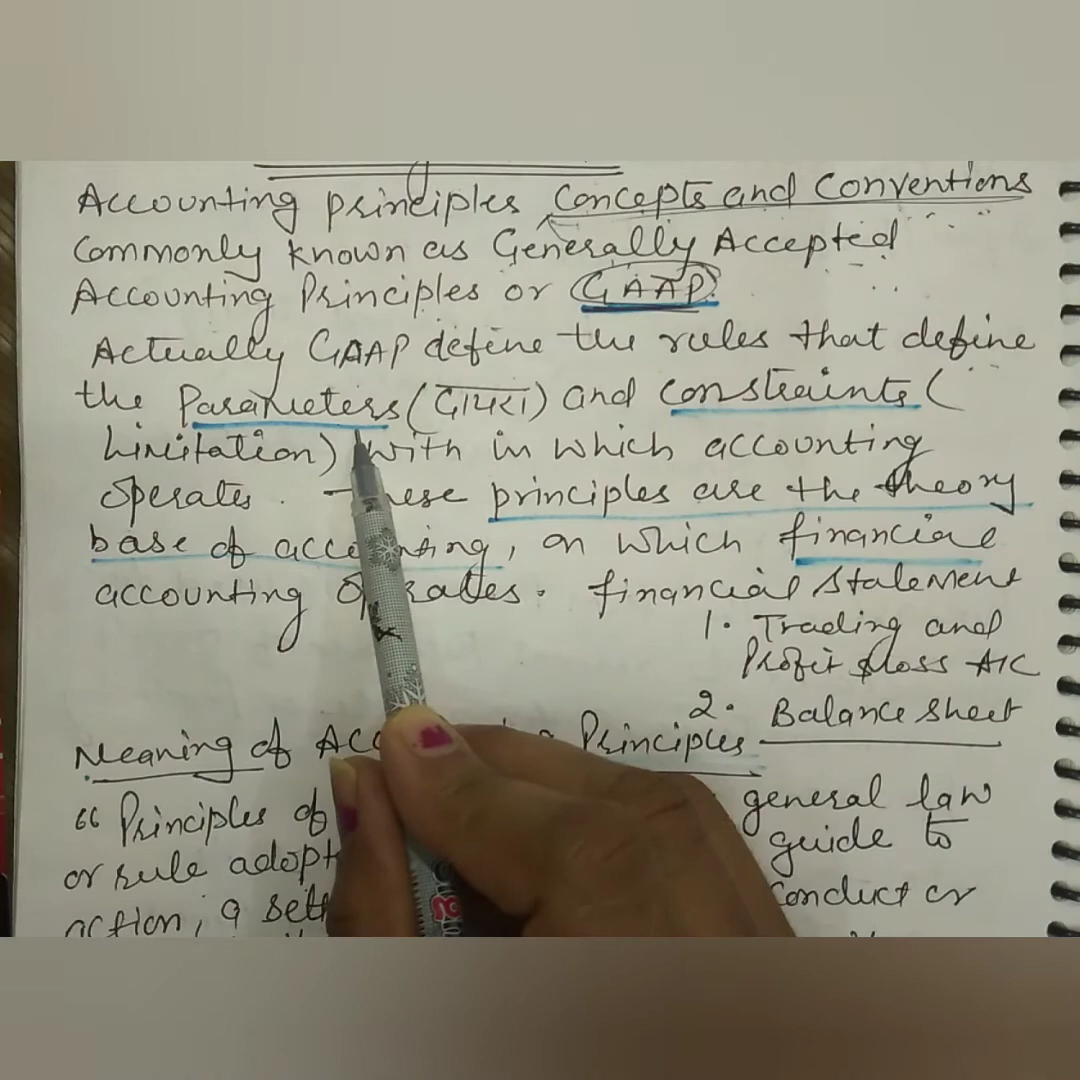 Accounting principles Concepts and Conventions
Commonly known as Generally Accepted
Accounting Principles or GAAP.
Actually GAAP define the rules that define
the Parameters ( ) and constraints (
Limitation) with in which accounting
operates. These principles are the theory
base of accounting, on which financial
accounting operates. financial statement
1. Trading and
Profit & loss A/C
2. Balance sheet
Meaning of Principles
“ Principles of general law
or rule adopt guide to
action, a sett conduct or